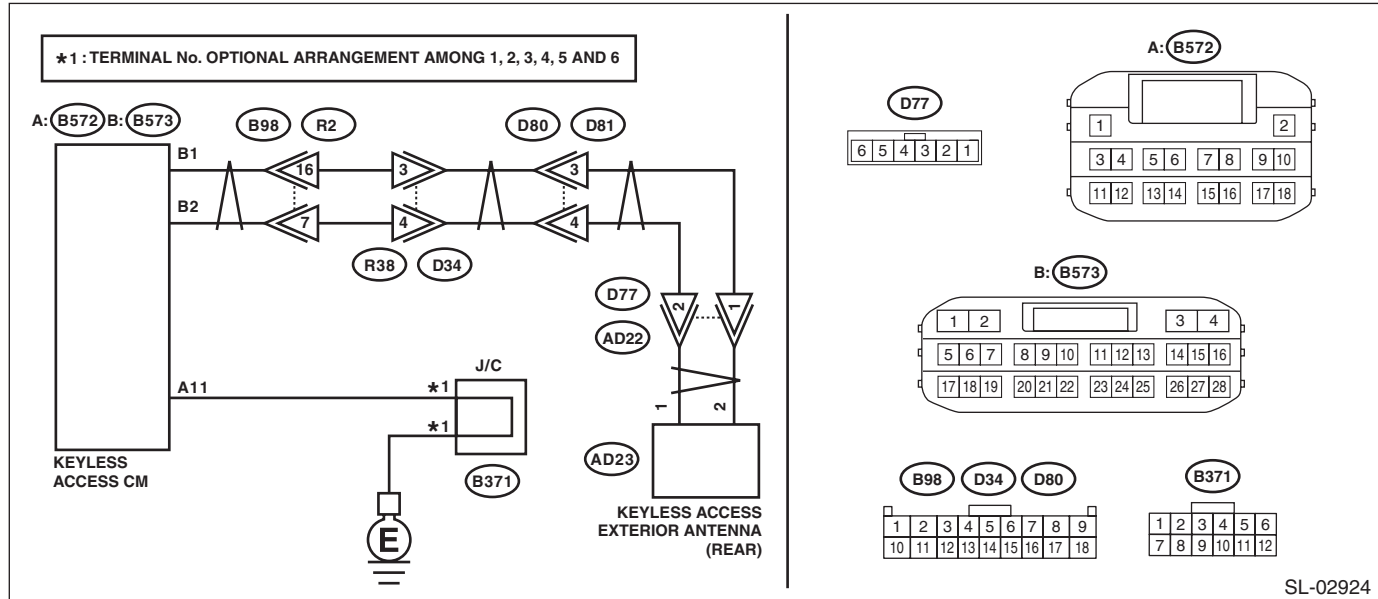 *1 : TERMINAL No. OPTIONAL ARRANGEMENT AMONG 1, 2, 3, 4, 5 AND 6
A: B572 B: B573
B98 R2
D80 D81
B1 16 3 3
B2 7 4 4
R38 D34
D77 2 1
AD22
A11 *1 J/C
*1
B371
E
KEYLESS
ACCESS CM
1 2
AD23
KEYLESS ACCESS
EXTERIOR ANTENNA
(REAR)
D77
6 5 4 3 2 1
A: B572
1 2
3 4 5 6 7 8 9 10
11 12 13 14 15 16 17 18
B: B573
1 2 3 4
5 6 7 8 9 10 11 12 13 14 15 16
17 18 19 20 21 22 23 24 25 26 27 28
B98 D34 D80
1 2 3 4 5 6 7 8 9
10 11 12 13 14 15 16 17 18
B371
1 2 3 4 5 6
7 8 9 10 11 12
SL-02924